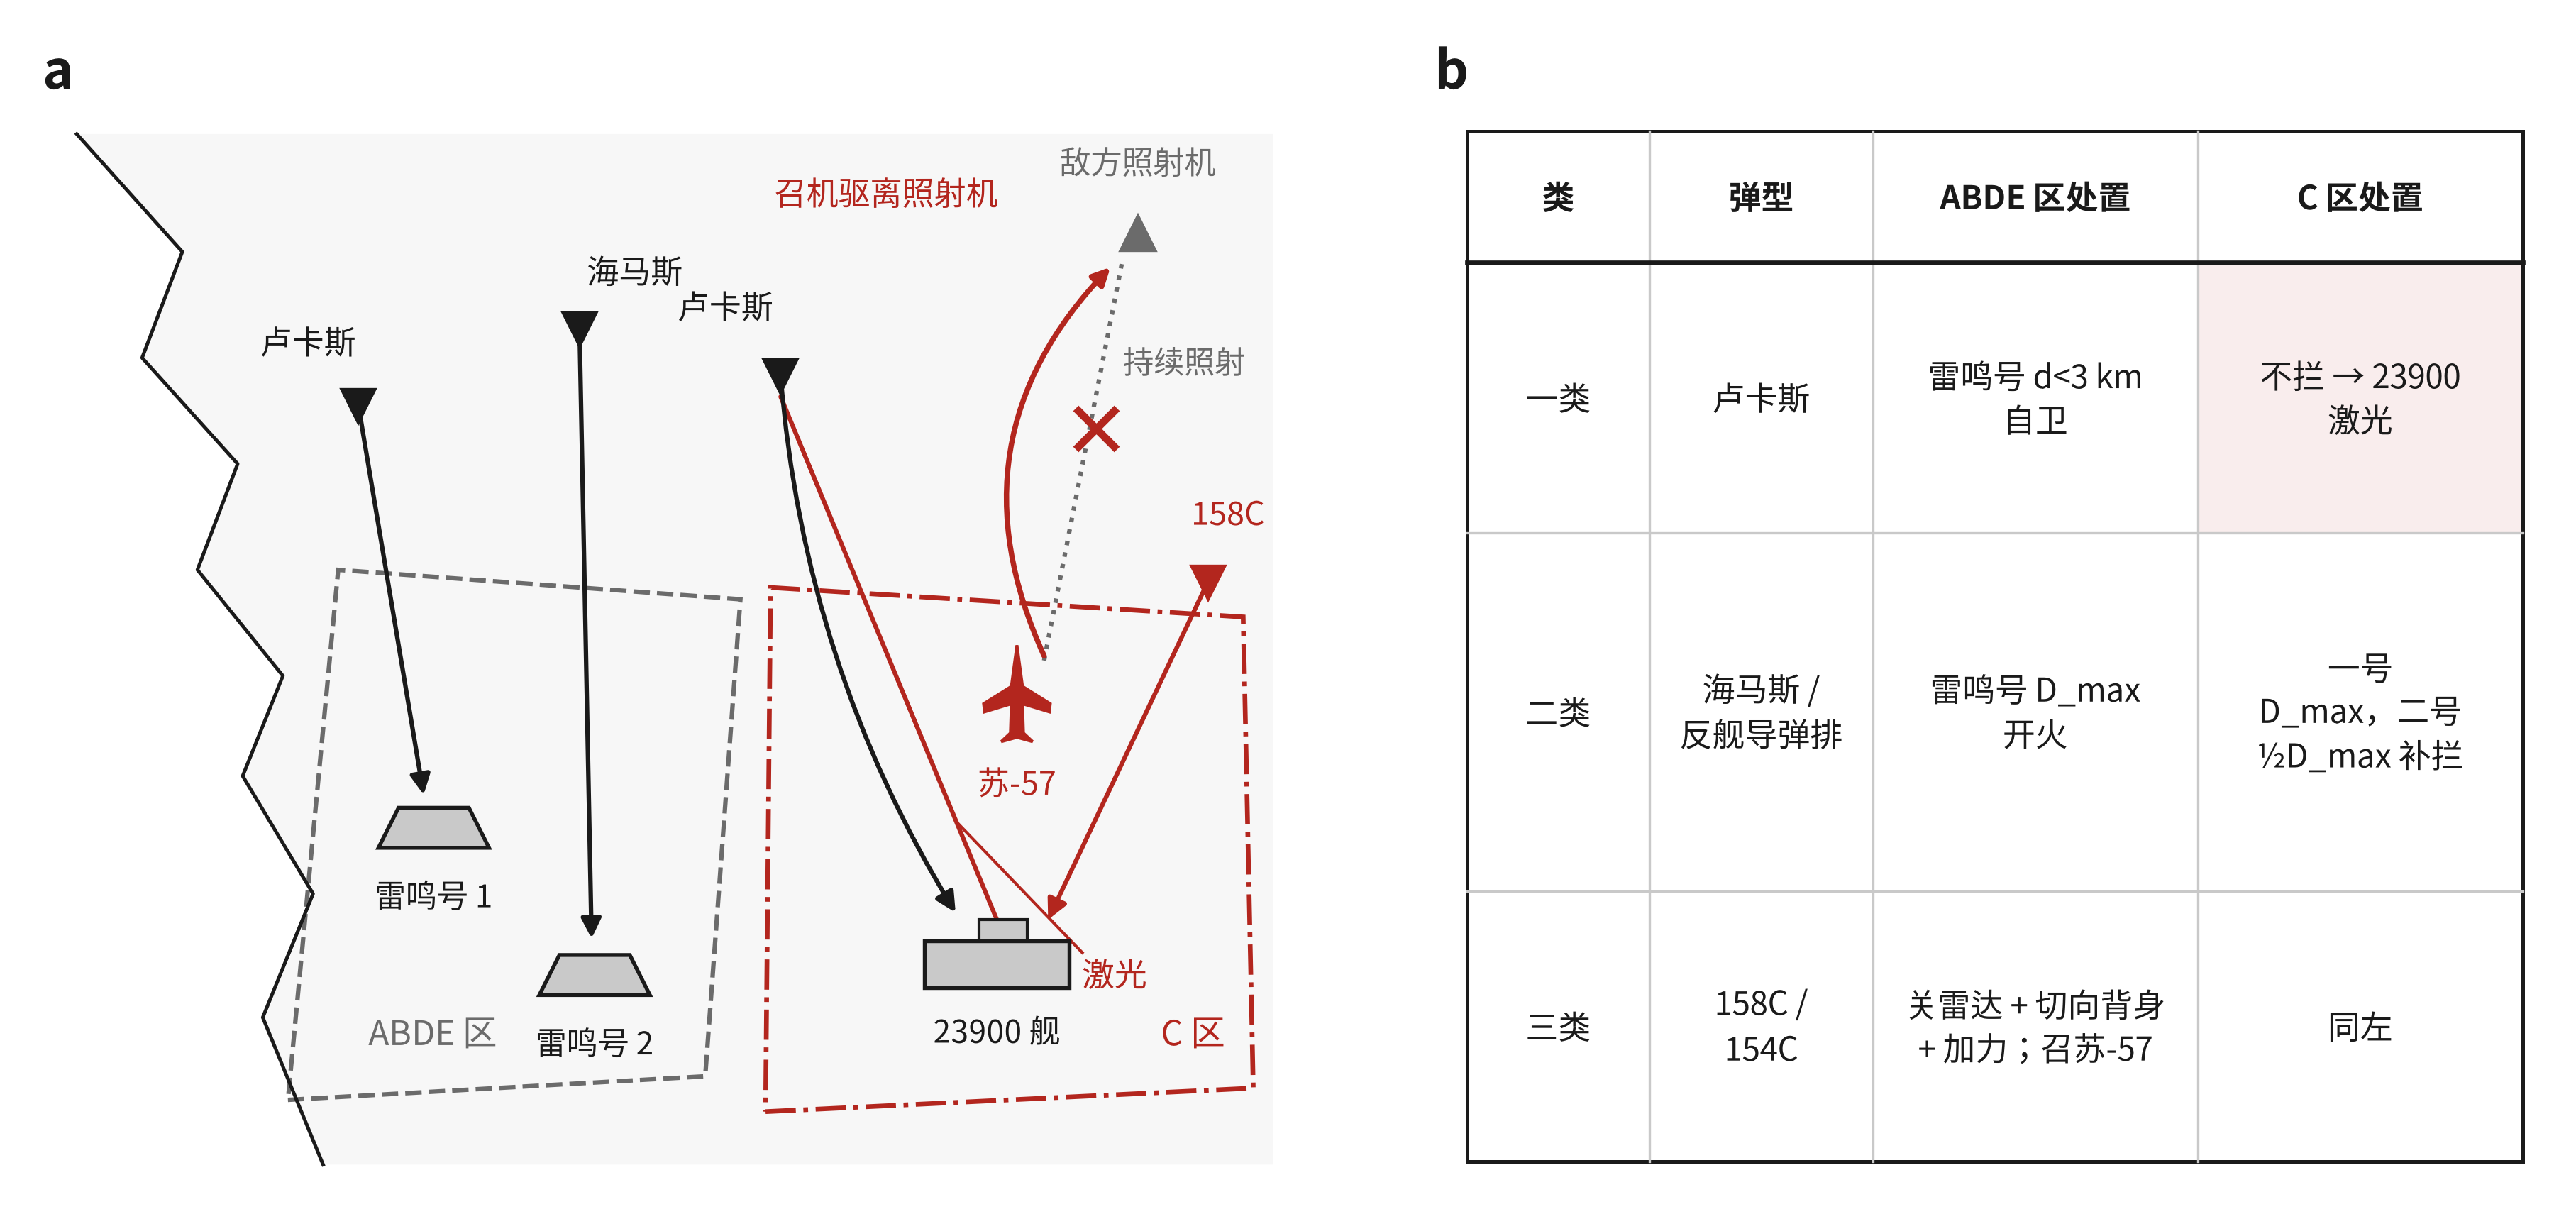 a
敌方照射机
召机驱离照射机
海马斯
卢卡斯
卢卡斯
持续照射
158C
苏-57
雷鸣号 1
激光
ABDE 区
雷鸣号 2
23900 舰
C 区
b
类
弹型
ABDE 区处置
C 区处置
一类
卢卡斯
雷鸣号 d<3 km
自卫
不拦 → 23900
激光
二类
海马斯 /
反舰导弹排
雷鸣号 D_max
开火
一号
D_max，二号
½D_max 补拦
三类
158C /
154C
关雷达 + 切向背身
+ 加力；召苏-57
同左